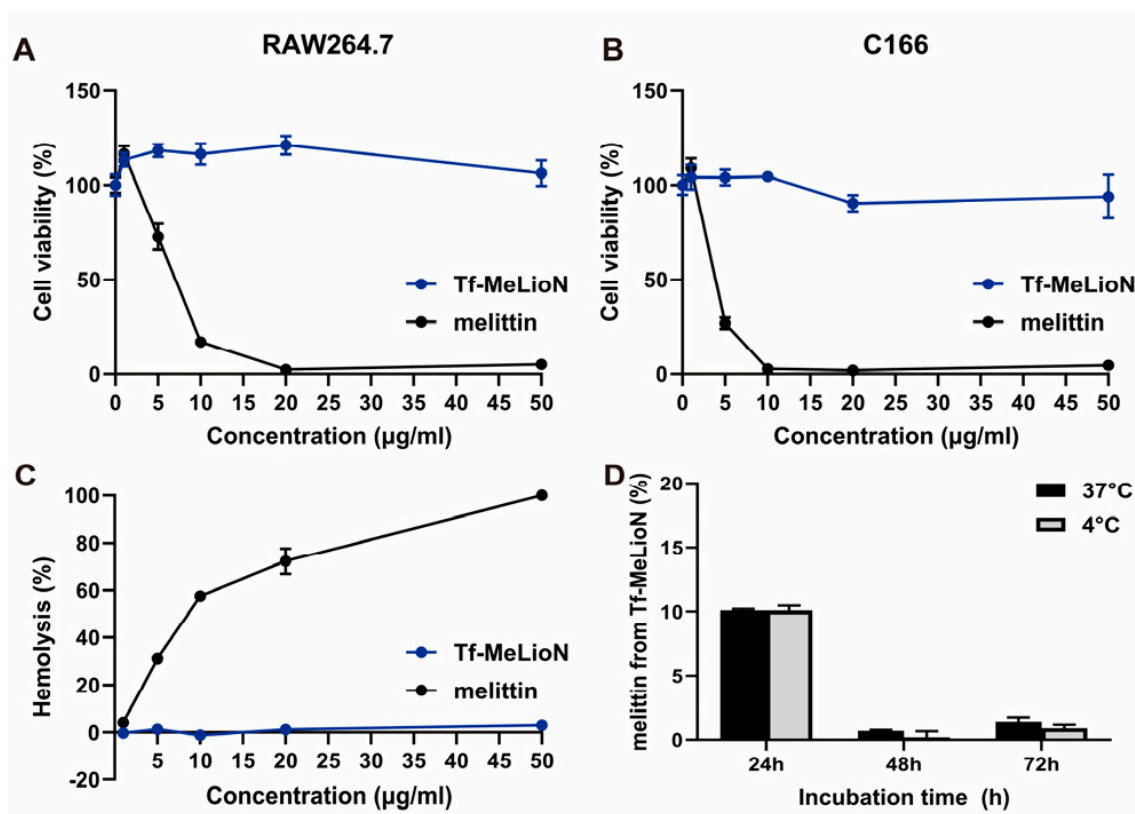 A
RAW264.7
Cell viability (%)
150
100
50
0
0 5 10 15 20 25 30 35 40 45 50
Concentration (µg/ml)
Tf-MeLioN
melittin
B
C166
Cell viability (%)
150
100
50
0
0 5 10 15 20 25 30 35 40 45 50
Concentration (µg/ml)
Tf-MeLioN
melittin
C
Hemolysis (%)
100
80
60
40
20
0
-20
5 10 15 20 25 30 35 40 45 50
Concentration (µg/ml)
Tf-MeLioN
melittin
D
melittin from Tf-MeLioN (%)
20
15
10
5
0
24h 48h 72h
Incubation time (h)
37°C
4°C